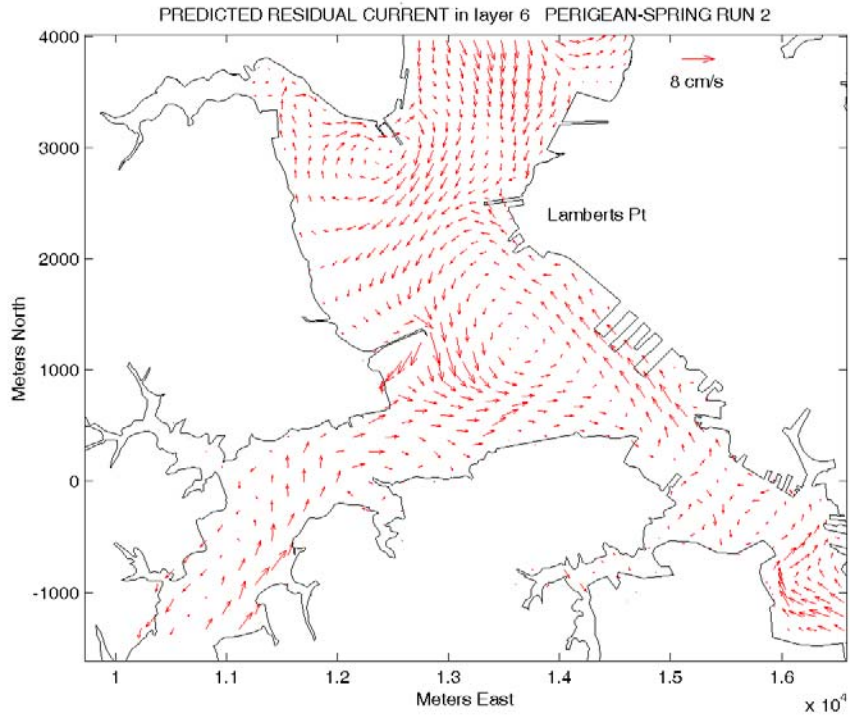 PREDICTED RESIDUAL CURRENT in layer 6 PERIGEAN-SPRING RUN 2
8 cm/s
Lamberts Pt
Meters North
4000
3000
2000
1000
0
-1000
1
1.1
1.2
1.3
1.4
1.5
1.6
x 10^4
Meters East